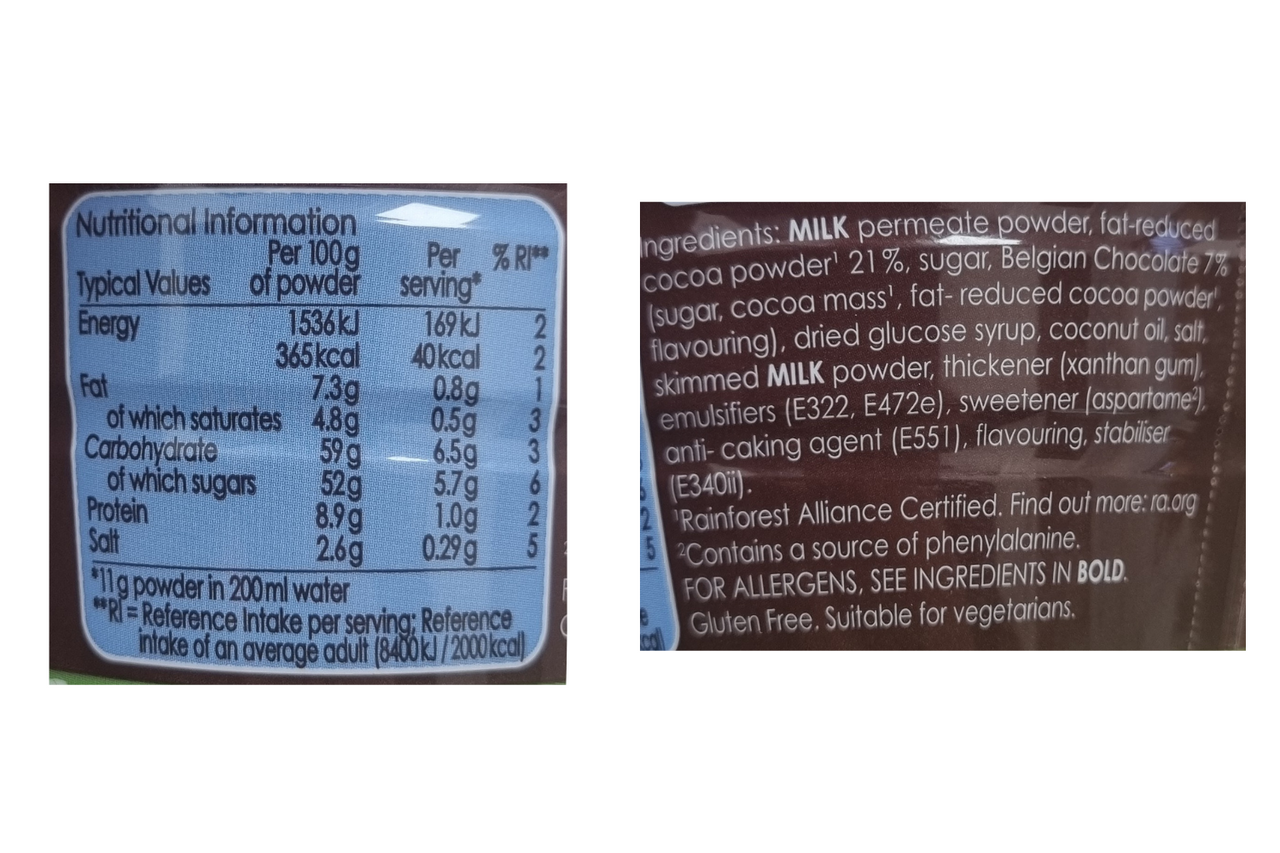 Nutritional Information
Per 100g Per % RI**
Typical Values of powder serving*
Energy 1536kJ 169kJ 2
365kcal 40kcal 2
Fat 7.3g 0.8g 1
of which saturates 4.8g 0.5g 3
Carbohydrate 59g 6.5g 3
of which sugars 52g 5.7g 6
Protein 8.9g 1.0g 2
Salt 2.6g 0.29g 5
*11g powder in 200ml water
**RI = Reference Intake per serving; Reference
intake of an average adult (8400kJ / 2000kcal)
Ingredients: MILK permeate powder, fat-reduced
cocoa powder¹ 21%, sugar, Belgian Chocolate 7%
(sugar, cocoa mass¹, fat- reduced cocoa powder¹,
flavouring), dried glucose syrup, coconut oil, salt,
skimmed MILK powder, thickener (xanthan gum),
emulsifiers (E322, E472e), sweetener (aspartame²),
anti- caking agent (E551), flavouring, stabiliser
(E340ii).
¹Rainforest Alliance Certified. Find out more: ra.org
²Contains a source of phenylalanine.
FOR ALLERGENS, SEE INGREDIENTS IN BOLD.
Gluten Free. Suitable for vegetarians.